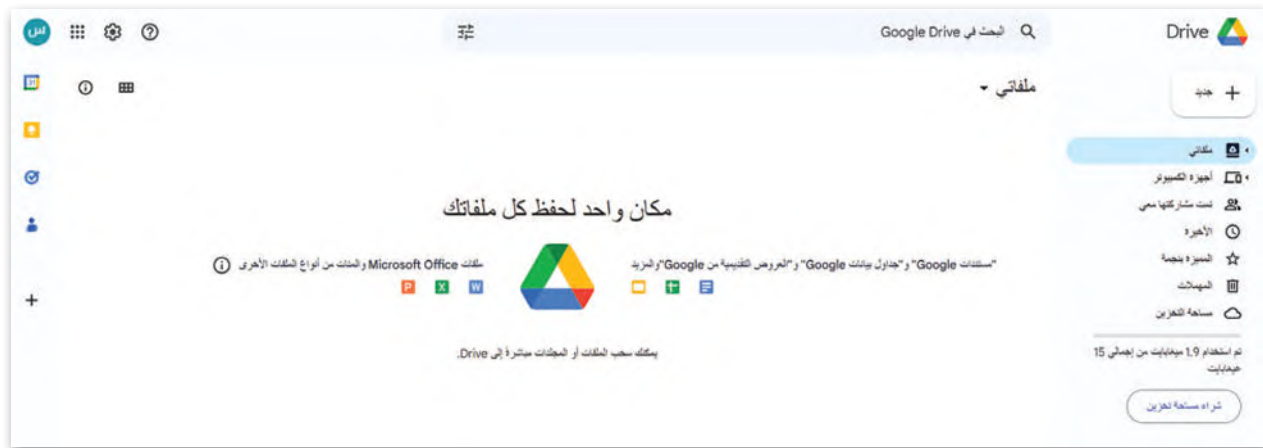 Drive
البحث في Google Drive
س
جديد
ملفاتي
ملفاتي
أجهزة الكمبيوتر
تمت مشاركتها معي
الأخيرة
المميزة بنجمة
المهملات
مساحة التخزين
تم استخدام 1.9 ميغابايت من إجمالي 15
غيغابايت
شراء مساحة تخزين
مكان واحد لحفظ كل ملفاتك
"مستندات Google" و"جداول بيانات Google" و"العروض التقديمية من Google"والمزيد
ملفات Microsoft Office والمئات من أنواع الملفات الأخرى
W X P
يمكنك سحب الملفات أو المجلدات مباشرةً إلى Drive.
31